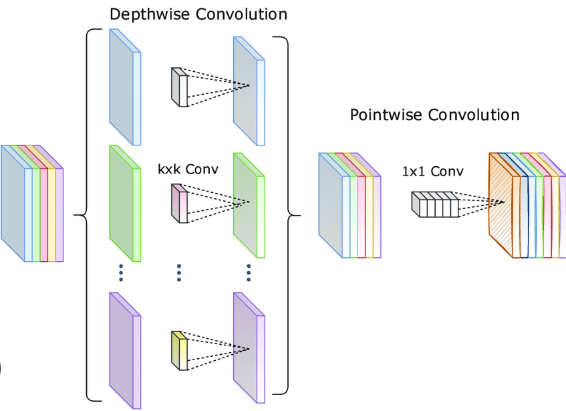 Depthwise Convolution
Pointwise Convolution
kxk Conv
1x1 Conv